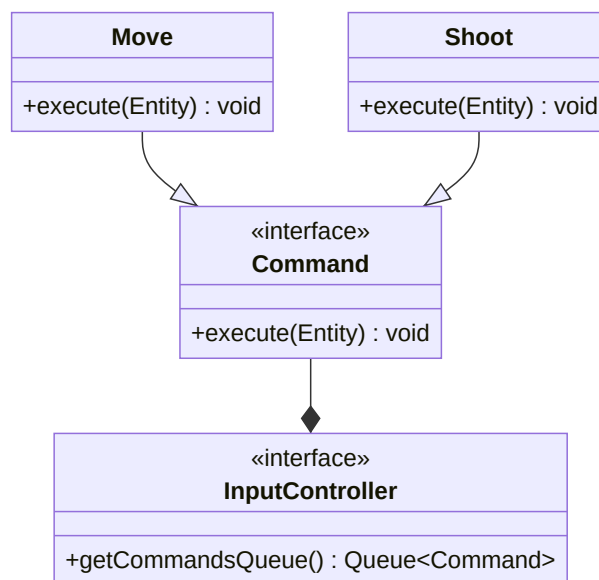 Move
+execute(Entity) : void
Shoot
+execute(Entity) : void
«interface»
Command
+execute(Entity) : void
«interface»
InputController
+getCommandsQueue() : Queue<Command>